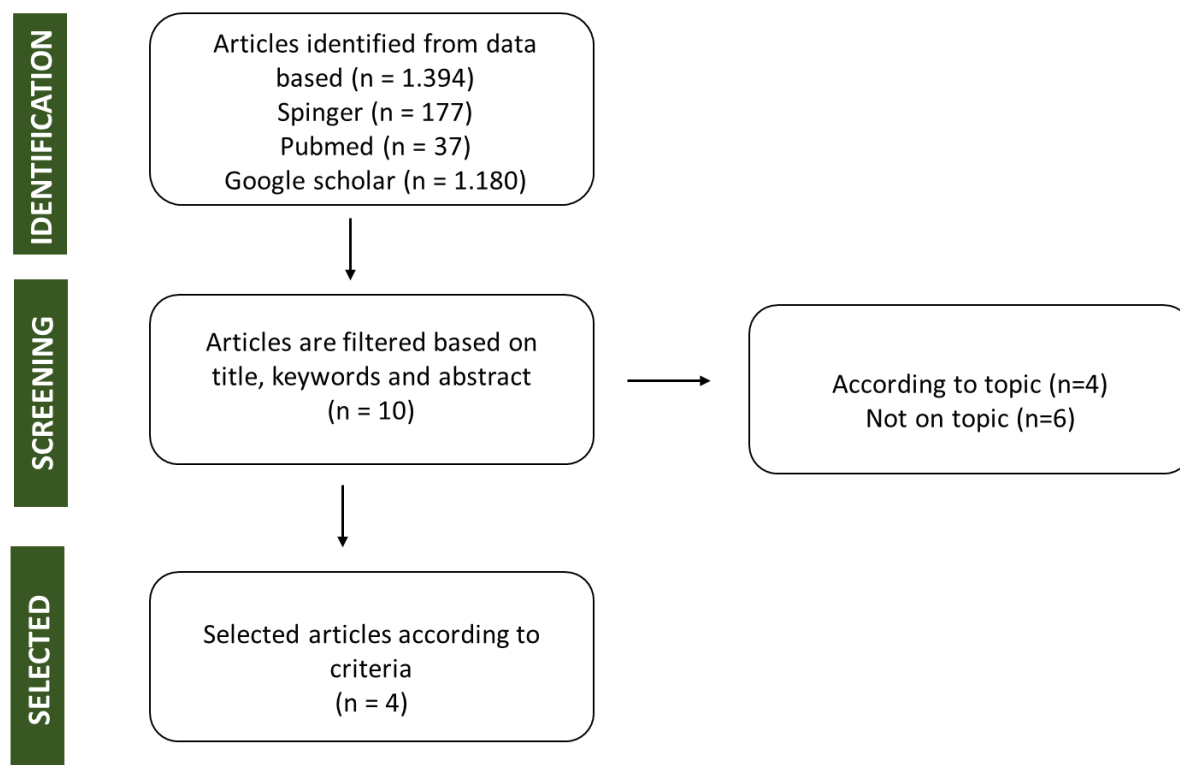 IDENTIFICATION
Articles identified from data
based (n = 1.394)
Spinger (n = 177)
Pubmed (n = 37)
Google scholar (n = 1.180)
SCREENING
Articles are filtered based on
title, keywords and abstract
(n = 10)
According to topic (n=4)
Not on topic (n=6)
SELECTED
Selected articles according to
criteria
(n = 4)